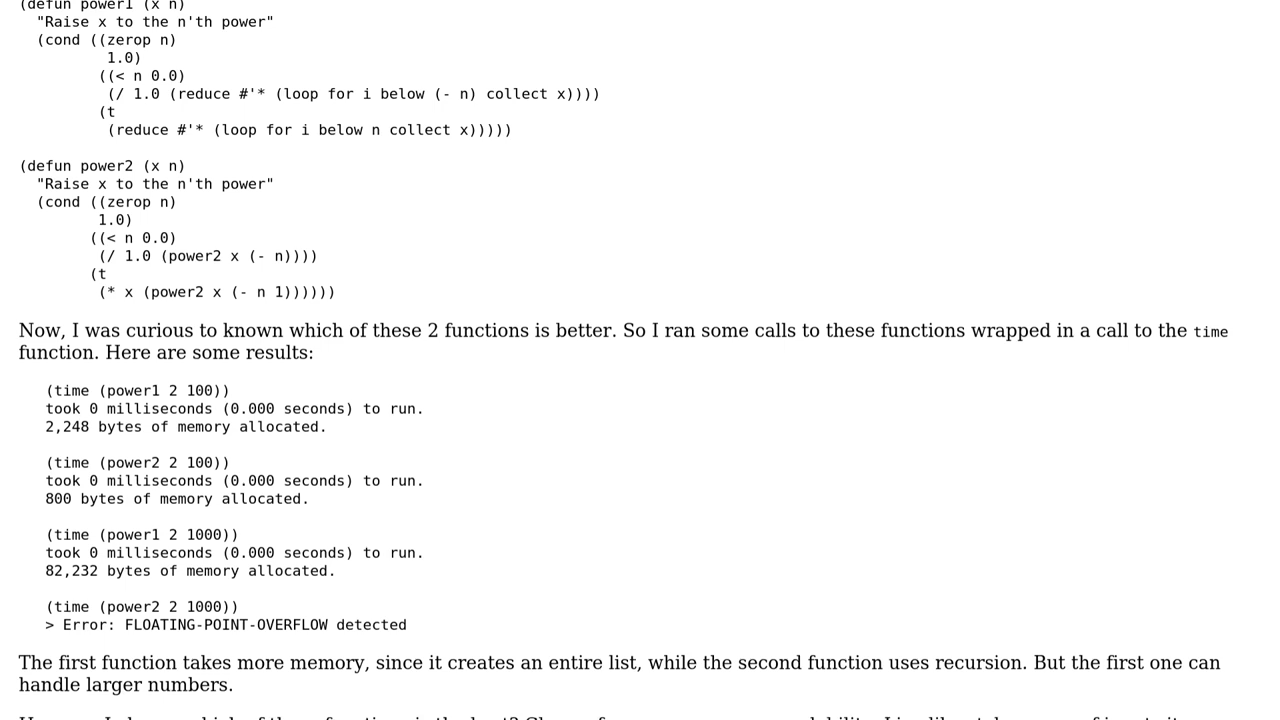 (defun power1 (x n)
"Raise x to the n'th power"
(cond ((zerop n)
1.0)
((< n 0.0)
(/ 1.0 (reduce #'* (loop for i below (- n) collect x))))
(t
(reduce #'* (loop for i below n collect x)))))
(defun power2 (x n)
"Raise x to the n'th power"
(cond ((zerop n)
1.0)
((< n 0.0)
(/ 1.0 (power2 x (- n))))
(t
(* x (power2 x (- n 1))))))
Now, I was curious to known which of these 2 functions is better. So I ran some calls to these functions wrapped in a call to the time
function. Here are some results:
(time (power1 2 100))
took 0 milliseconds (0.000 seconds) to run.
2,248 bytes of memory allocated.
(time (power2 2 100))
took 0 milliseconds (0.000 seconds) to run.
800 bytes of memory allocated.
(time (power1 2 1000))
took 0 milliseconds (0.000 seconds) to run.
82,232 bytes of memory allocated.
(time (power2 2 1000))
> Error: FLOATING-POINT-OVERFLOW detected
The first function takes more memory, since it creates an entire list, while the second function uses recursion. But the first one can
handle larger numbers.